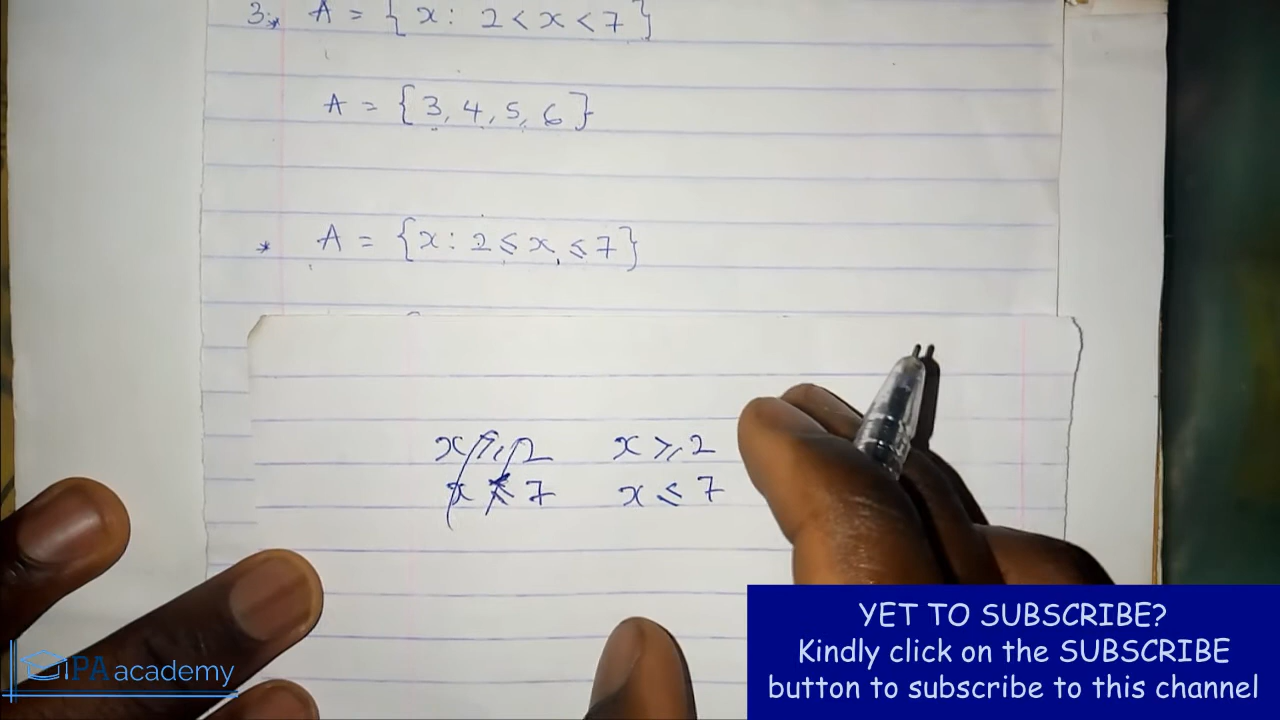 3.* A = { x : 2 < x < 7 }
A = { 3, 4, 5, 6 }
* A = { x : 2 ≤ x ≤ 7 }
x ≥ 2 x ≥ 2
x ≤ 7 x ≤ 7
PA academy
YET TO SUBSCRIBE?
Kindly click on the SUBSCRIBE
button to subscribe to this channel